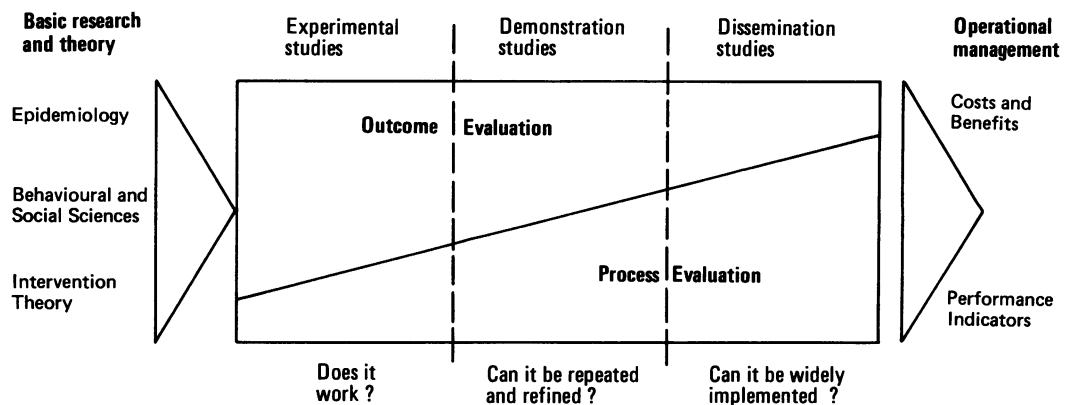 Basic research
and theory
Experimental
studies
Demonstration
studies
Dissemination
studies
Operational
management
Epidemiology
Behavioural and
Social Sciences
Intervention
Theory
Outcome Evaluation
Process Evaluation
Costs and
Benefits
Performance
Indicators
Does it
work ?
Can it be repeated
and refined ?
Can it be widely
implemented ?